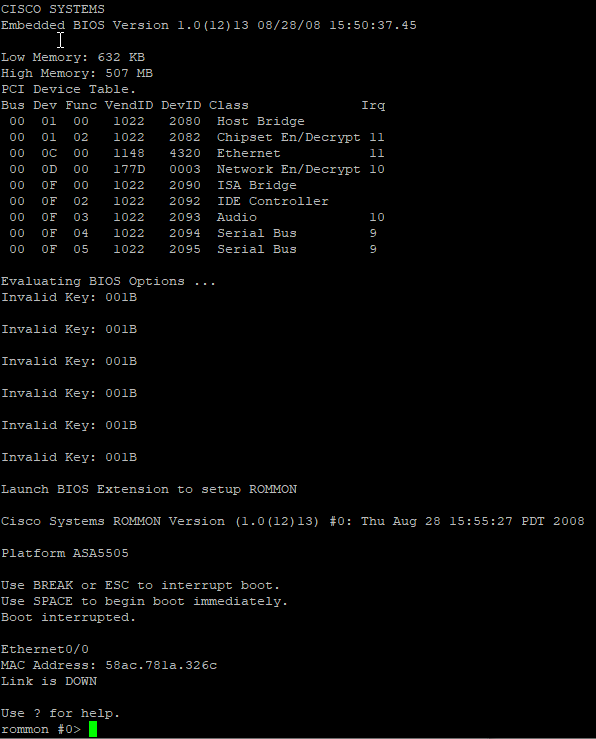 CISCO SYSTEMS
Embedded BIOS Version 1.0(12)13 08/28/08 15:50:37.45
Low Memory: 632 KB
High Memory: 507 MB
PCI Device Table.
Bus Dev Func VendID DevID Class Irq
00 01 00 1022 2080 Host Bridge
00 01 02 1022 2082 Chipset En/Decrypt 11
00 0C 00 1148 4320 Ethernet 11
00 0D 00 177D 0003 Network En/Decrypt 10
00 0F 00 1022 2090 ISA Bridge
00 0F 02 1022 2092 IDE Controller
00 0F 03 1022 2093 Audio 10
00 0F 04 1022 2094 Serial Bus 9
00 0F 05 1022 2095 Serial Bus 9
Evaluating BIOS Options ...
Invalid Key: 001B
Invalid Key: 001B
Invalid Key: 001B
Invalid Key: 001B
Invalid Key: 001B
Invalid Key: 001B
Launch BIOS Extension to setup ROMMON
Cisco Systems ROMMON Version (1.0(12)13) #0: Thu Aug 28 15:55:27 PDT 2008
Platform ASA5505
Use BREAK or ESC to interrupt boot.
Use SPACE to begin boot immediately.
Boot interrupted.
Ethernet0/0
MAC Address: 58ac.781a.326c
Link is DOWN
Use ? for help.
rommon #0>